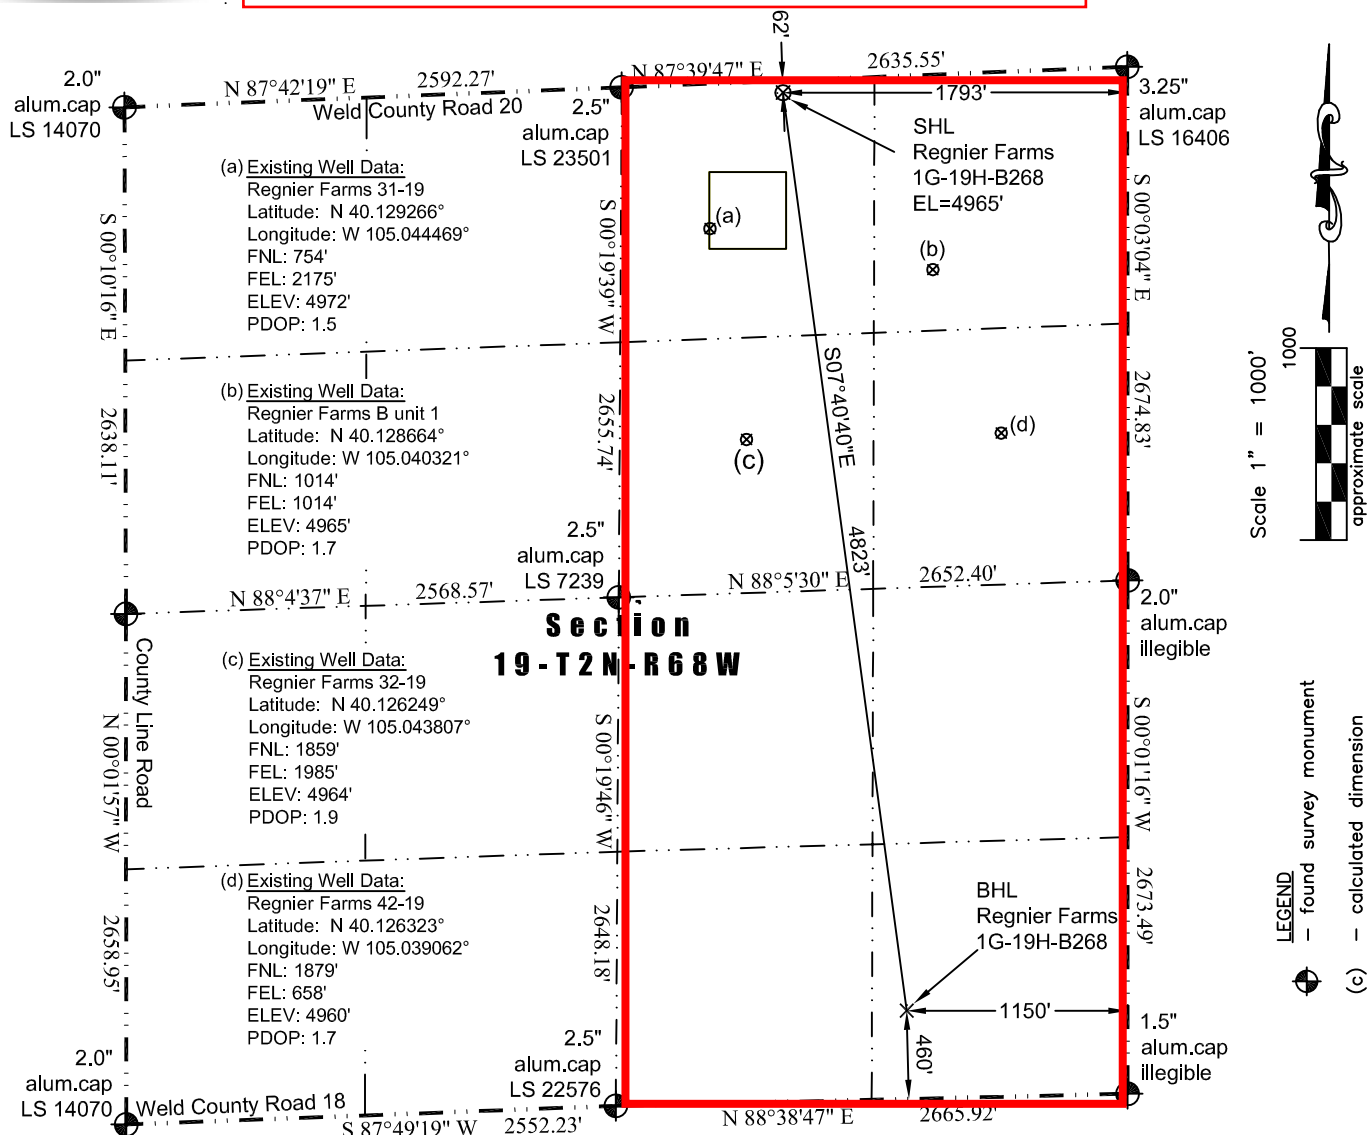 62'
2.0"
alum.cap
LS 14070
N 87°42'19" E
2592.27'
Weld County Road 20
2.5"
alum.cap
LS 23501
N 87°39'47" E
2635.55'
1793'
3.25"
alum.cap
LS 16406
SHL
Regnier Farms
1G-19H-B268
EL=4965'
(a) Existing Well Data:
Regnier Farms 31-19
Latitude: N 40.129266°
Longitude: W 105.044469°
FNL: 754'
FEL: 2175'
ELEV: 4972'
PDOP: 1.5
S 00°10'16" E
2638.11'
S 00°19'39" W
2655.74'
(a)
(b)
S 00°03'04" E
2674.83'
(b) Existing Well Data:
Regnier Farms B unit 1
Latitude: N 40.128664°
Longitude: W 105.040321°
FNL: 1014'
FEL: 1014'
ELEV: 4965'
PDOP: 1.7
S07°40'40"E
4823'
(c)
(d)
Scale 1" = 1000'
1000
approximate scale
2.5"
alum.cap
LS 7239
N 88°4'37" E
2568.57'
N 88°5'30" E
2652.40'
2.0"
alum.cap
illegible
Section
19-T2N-R68W
County Line Road
N 00°01'57" W
2658.95'
(c) Existing Well Data:
Regnier Farms 32-19
Latitude: N 40.126249°
Longitude: W 105.043807°
FNL: 1859'
FEL: 1985'
ELEV: 4964'
PDOP: 1.9
S 00°19'46" W
2648.18'
S 00°01'16" W
2673.49'
(d) Existing Well Data:
Regnier Farms 42-19
Latitude: N 40.126323°
Longitude: W 105.039062°
FNL: 1879'
FEL: 658'
ELEV: 4960'
PDOP: 1.7
BHL
Regnier Farms
1G-19H-B268
1150'
460'
LEGEND
- found survey monument
(c) - calculated dimension
2.0"
alum.cap
LS 14070
Weld County Road 18
S 87°49'19" W
2552.23'
2.5"
alum.cap
LS 22576
N 88°38'47" E
2665.92'
1.5"
alum.cap
illegible